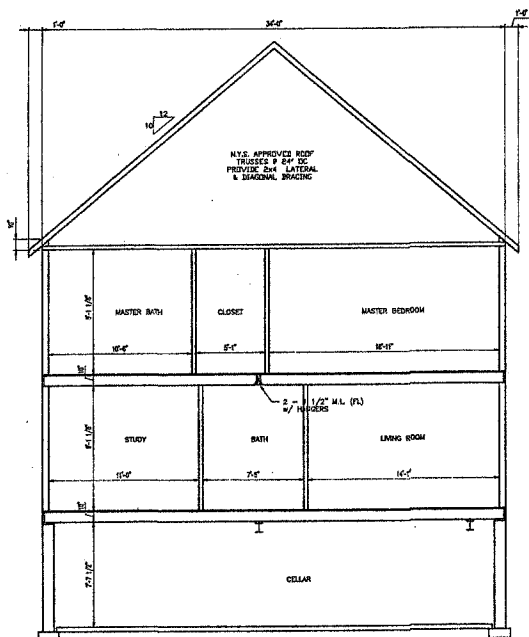 1'-0"
34'-0"
1'-0"
12
10
N.Y.S. APPROVED ROOF
TRUSSES @ 24" OC
PROVIDE 2x4 LATERAL
& DIAGONAL BRACING
10"
MASTER BATH
CLOSET
MASTER BEDROOM
8'-1 1/8"
10'-6"
5'-1"
16'-11"
10"
2 - 9 1/2" M.L. (FL)
w/ HANGERS
STUDY
BATH
LIVING ROOM
8'-1 1/8"
11'-0"
7'-5"
14'-1"
10"
CELLAR
7'-7 1/2"